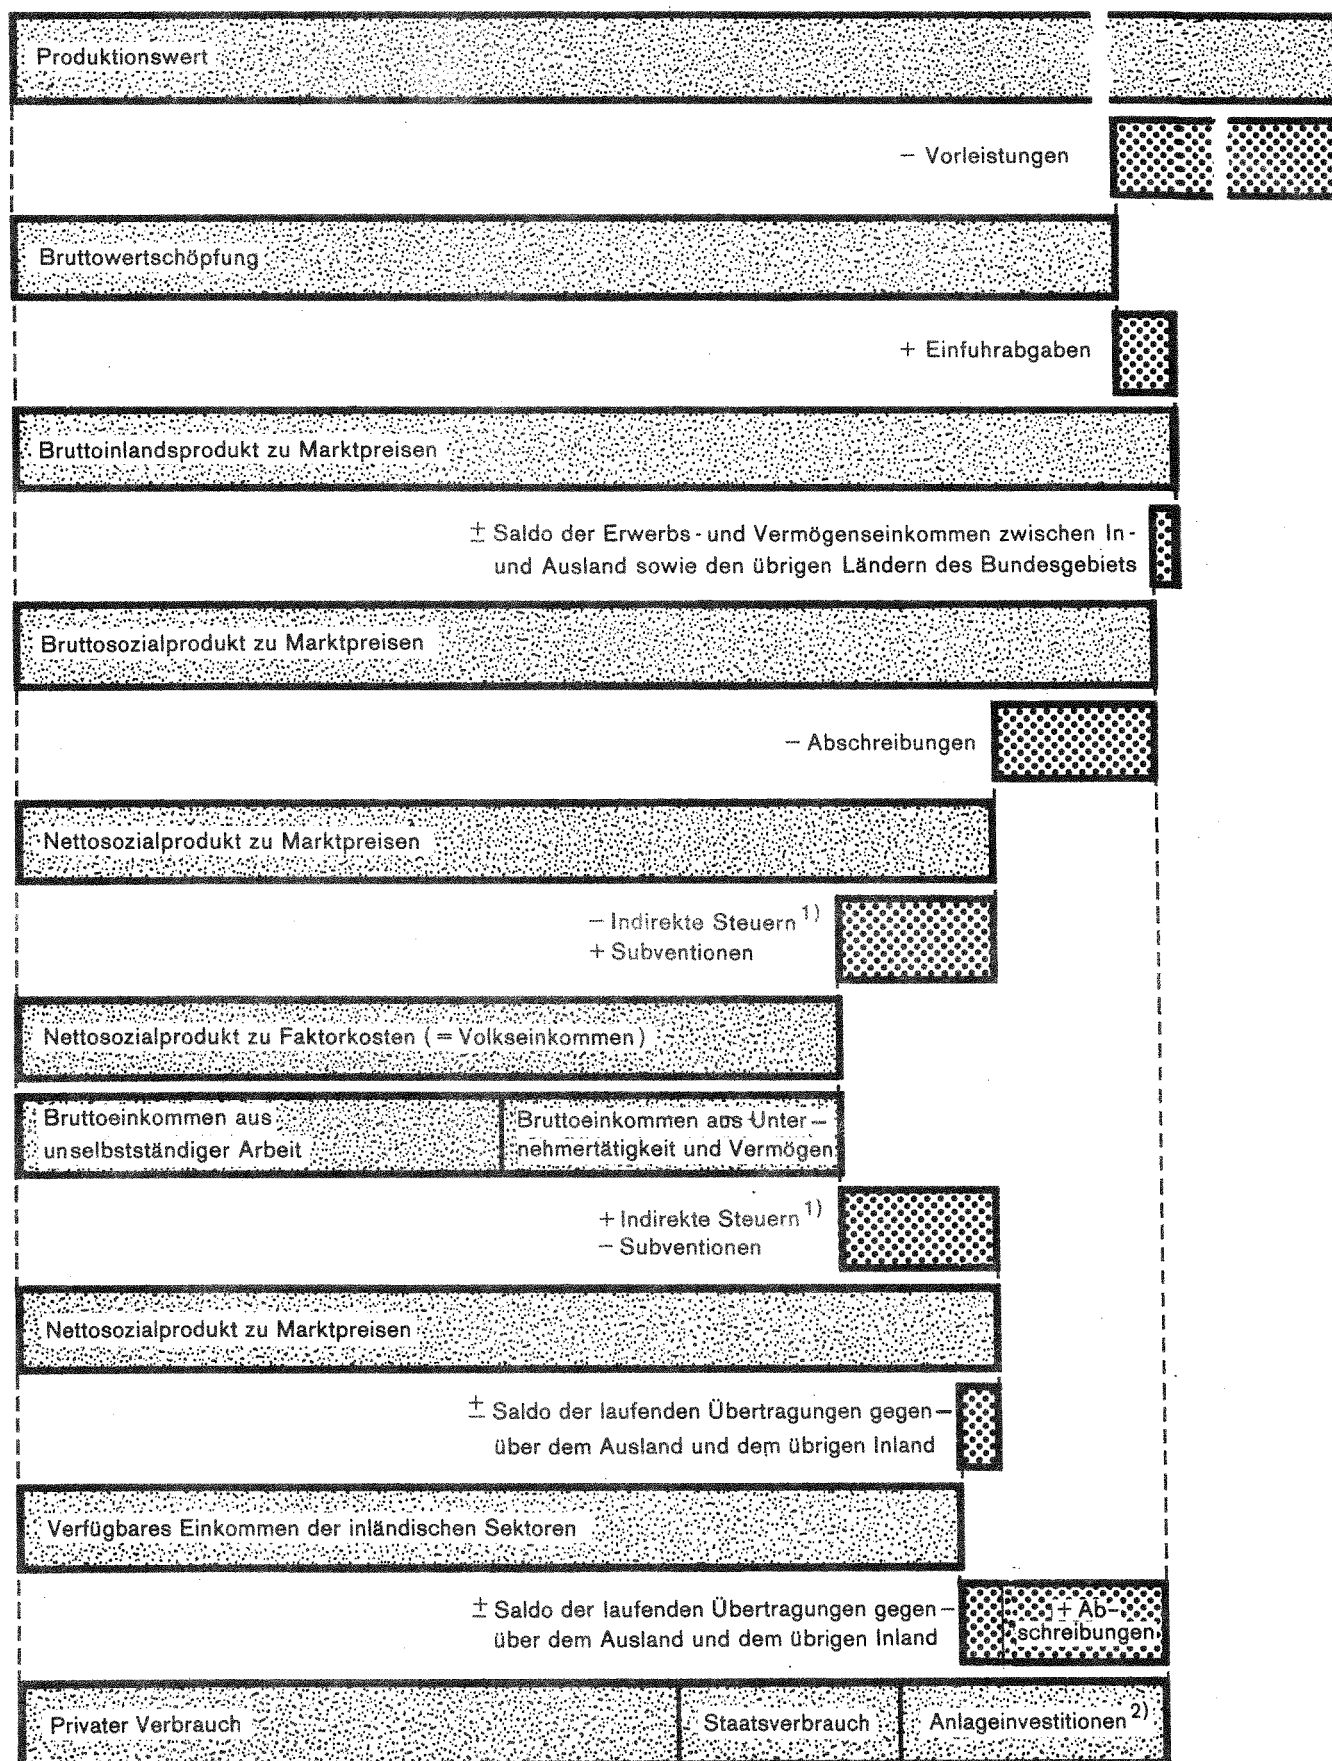 Produktionswert
− Vorleistungen
Bruttowertschöpfung
+ Einfuhrabgaben
Bruttoinlandsprodukt zu Marktpreisen
± Saldo der Erwerbs- und Vermögenseinkommen zwischen In-
und Ausland sowie den übrigen Ländern des Bundesgebiets
Bruttosozialprodukt zu Marktpreisen
− Abschreibungen
Nettosozialprodukt zu Marktpreisen
− Indirekte Steuern 1)
+ Subventionen
Nettosozialprodukt zu Faktorkosten (= Volkseinkommen)
Bruttoeinkommen aus
unselbstständiger Arbeit
Bruttoeinkommen aus Unter−
nehmertätigkeit und Vermögen
+ Indirekte Steuern 1)
− Subventionen
Nettosozialprodukt zu Marktpreisen
± Saldo der laufenden Übertragungen gegen−
über dem Ausland und dem übrigen Inland
Verfügbares Einkommen der inländischen Sektoren
± Saldo der laufenden Übertragungen gegen−
über dem Ausland und dem übrigen Inland
+ Ab−
schreibungen
Privater Verbrauch
Staatsverbrauch
Anlageinvestitionen 2)